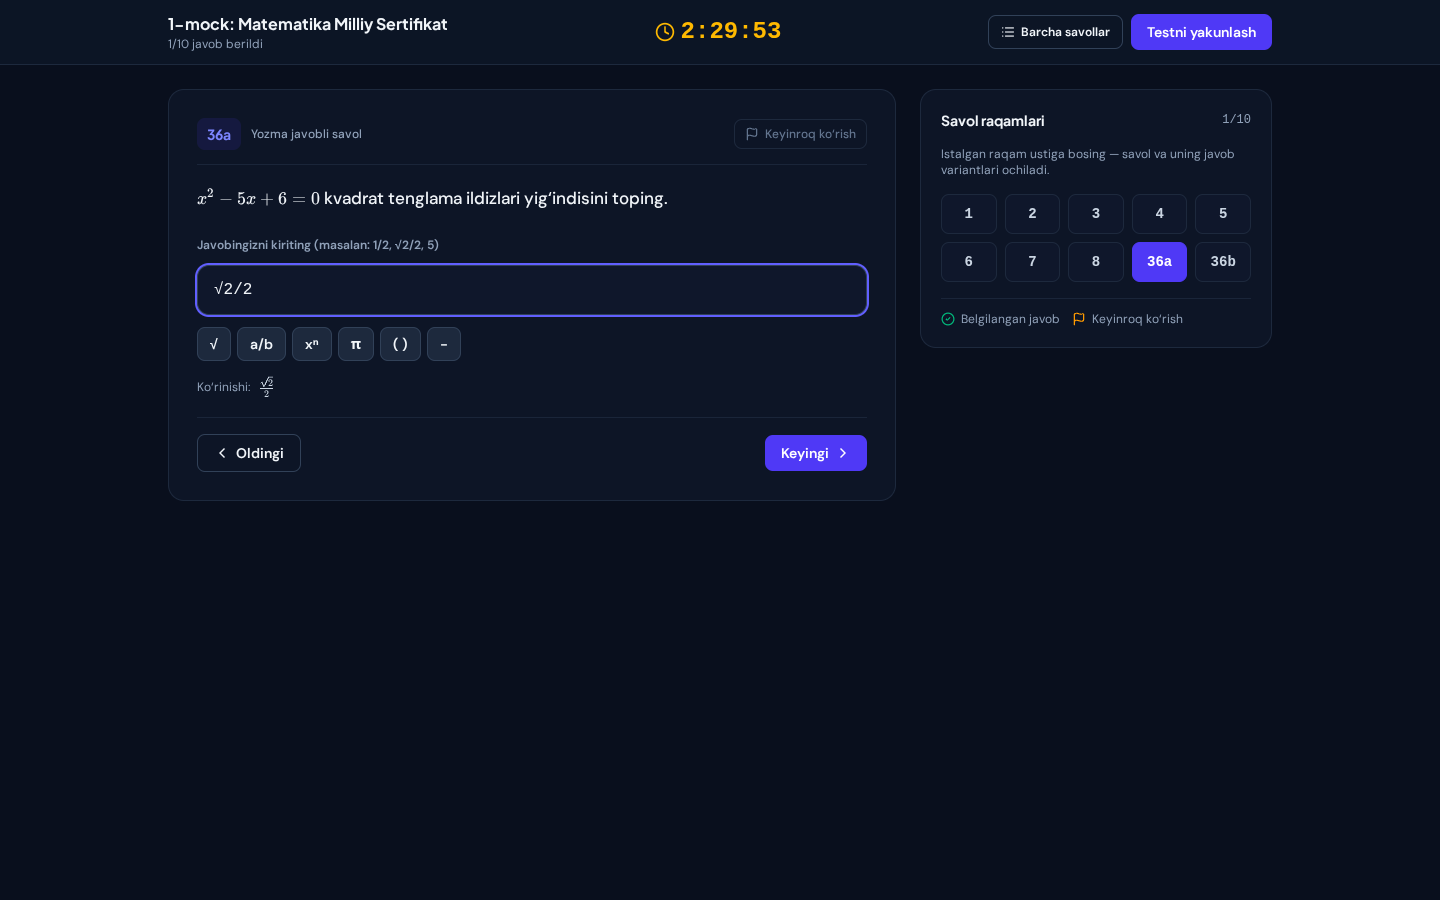 1-mock: Matematika Milliy Sertifikat
1/10 javob berildi
2:29:53
Barcha savollar
Testni yakunlash
36a
Yozma javobli savol
Keyinroq ko‘rish
x² − 5x + 6 = 0 kvadrat tenglama ildizlari yig‘indisini toping.
Javobingizni kiriting (masalan: 1/2, √2/2, 5)
√2/2
√ a/b xⁿ π ( ) −
Ko‘rinishi: √2/2
Oldingi
Keyingi
Savol raqamlari
1/10
Istalgan raqam ustiga bosing — savol va uning javob
variantlari ochiladi.
1 2 3 4 5
6 7 8 36a 36b
Belgilangan javob
Keyinroq ko‘rish